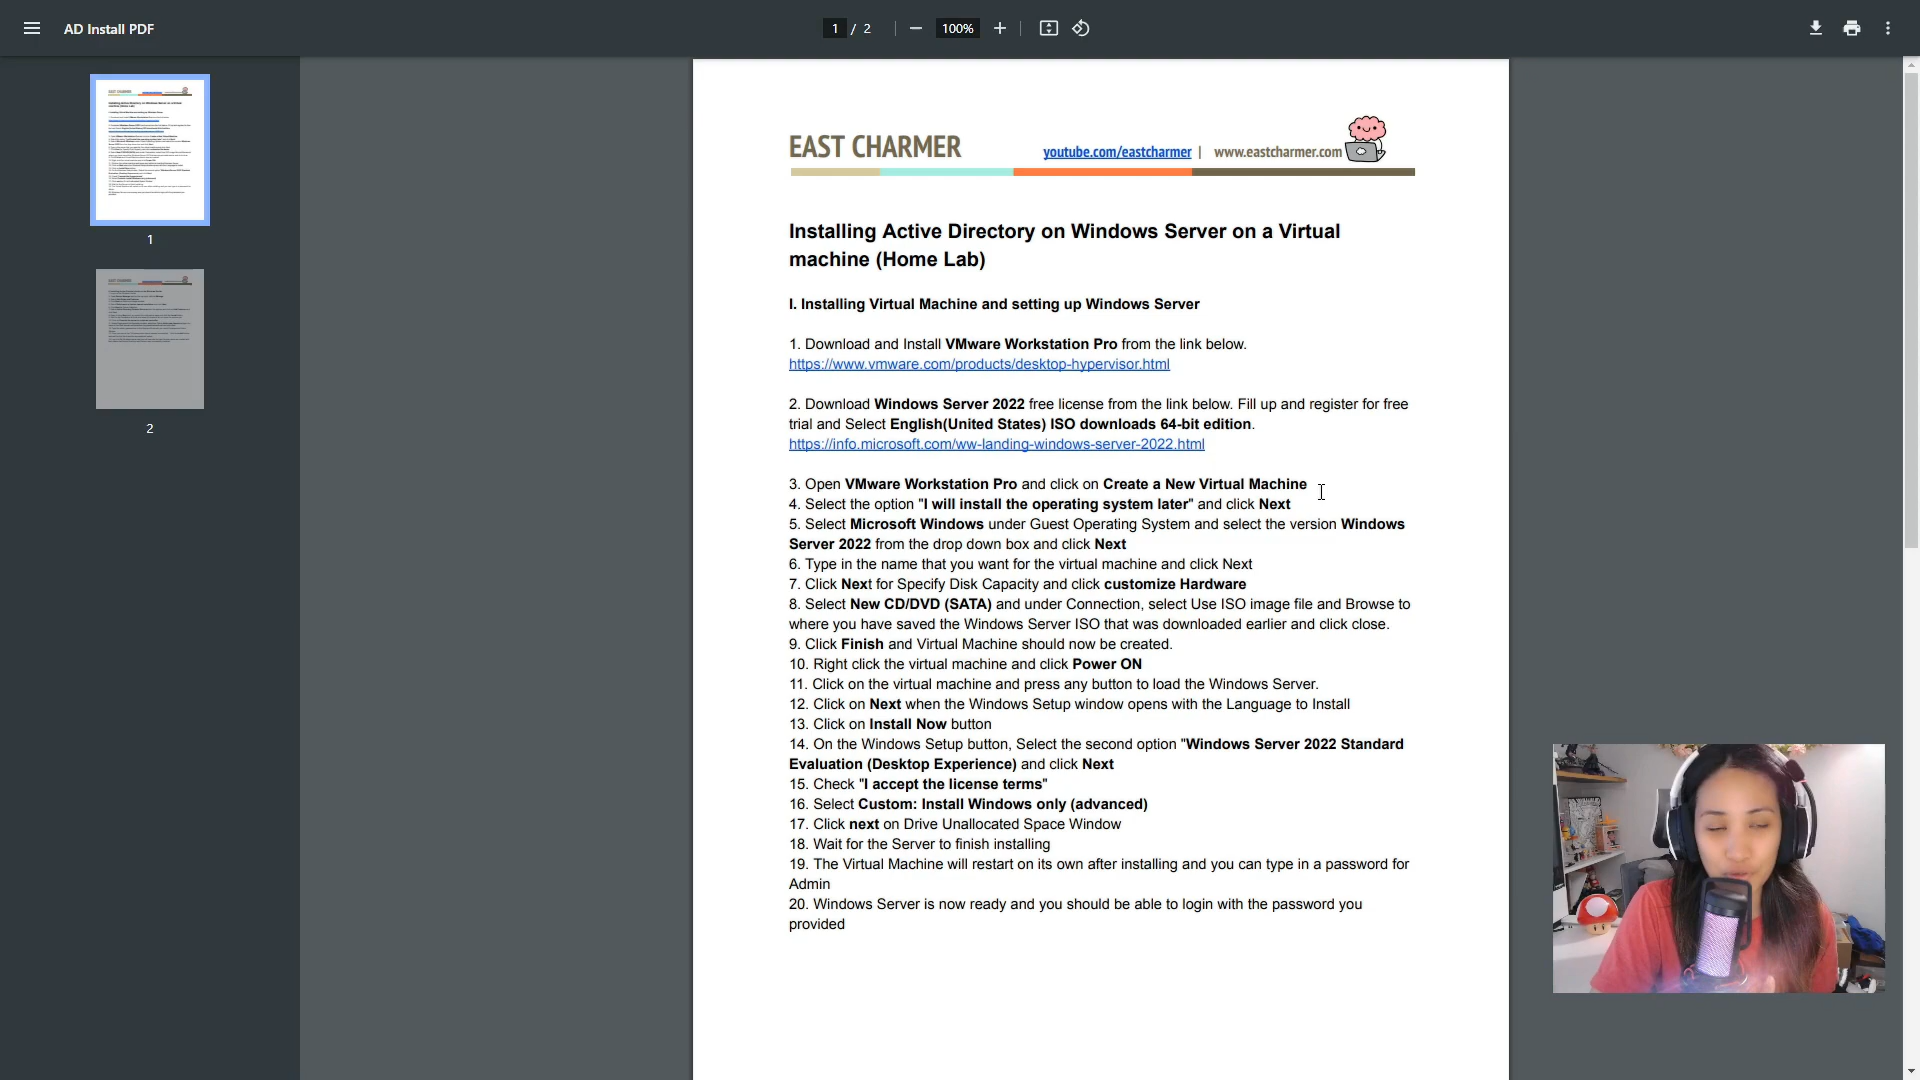 AD Install PDF
1 / 2
100%
1
2
EAST CHARMER
youtube.com/eastcharmer | www.eastcharmer.com
Installing Active Directory on Windows Server on a Virtual
machine (Home Lab)
I. Installing Virtual Machine and setting up Windows Server
1. Download and Install VMware Workstation Pro from the link below.
https://www.vmware.com/products/desktop-hypervisor.html
2. Download Windows Server 2022 free license from the link below. Fill up and register for free
trial and Select English(United States) ISO downloads 64-bit edition.
https://info.microsoft.com/ww-landing-windows-server-2022.html
3. Open VMware Workstation Pro and click on Create a New Virtual Machine
4. Select the option "I will install the operating system later" and click Next
5. Select Microsoft Windows under Guest Operating System and select the version Windows
Server 2022 from the drop down box and click Next
6. Type in the name that you want for the virtual machine and click Next
7. Click Next for Specify Disk Capacity and click customize Hardware
8. Select New CD/DVD (SATA) and under Connection, select Use ISO image file and Browse to
where you have saved the Windows Server ISO that was downloaded earlier and click close.
9. Click Finish and Virtual Machine should now be created.
10. Right click the virtual machine and click Power ON
11. Click on the virtual machine and press any button to load the Windows Server.
12. Click on Next when the Windows Setup window opens with the Language to Install
13. Click on Install Now button
14. On the Windows Setup button, Select the second option "Windows Server 2022 Standard
Evaluation (Desktop Experience) and click Next
15. Check "I accept the license terms"
16. Select Custom: Install Windows only (advanced)
17. Click next on Drive Unallocated Space Window
18. Wait for the Server to finish installing
19. The Virtual Machine will restart on its own after installing and you can type in a password for
Admin
20. Windows Server is now ready and you should be able to login with the password you
provided